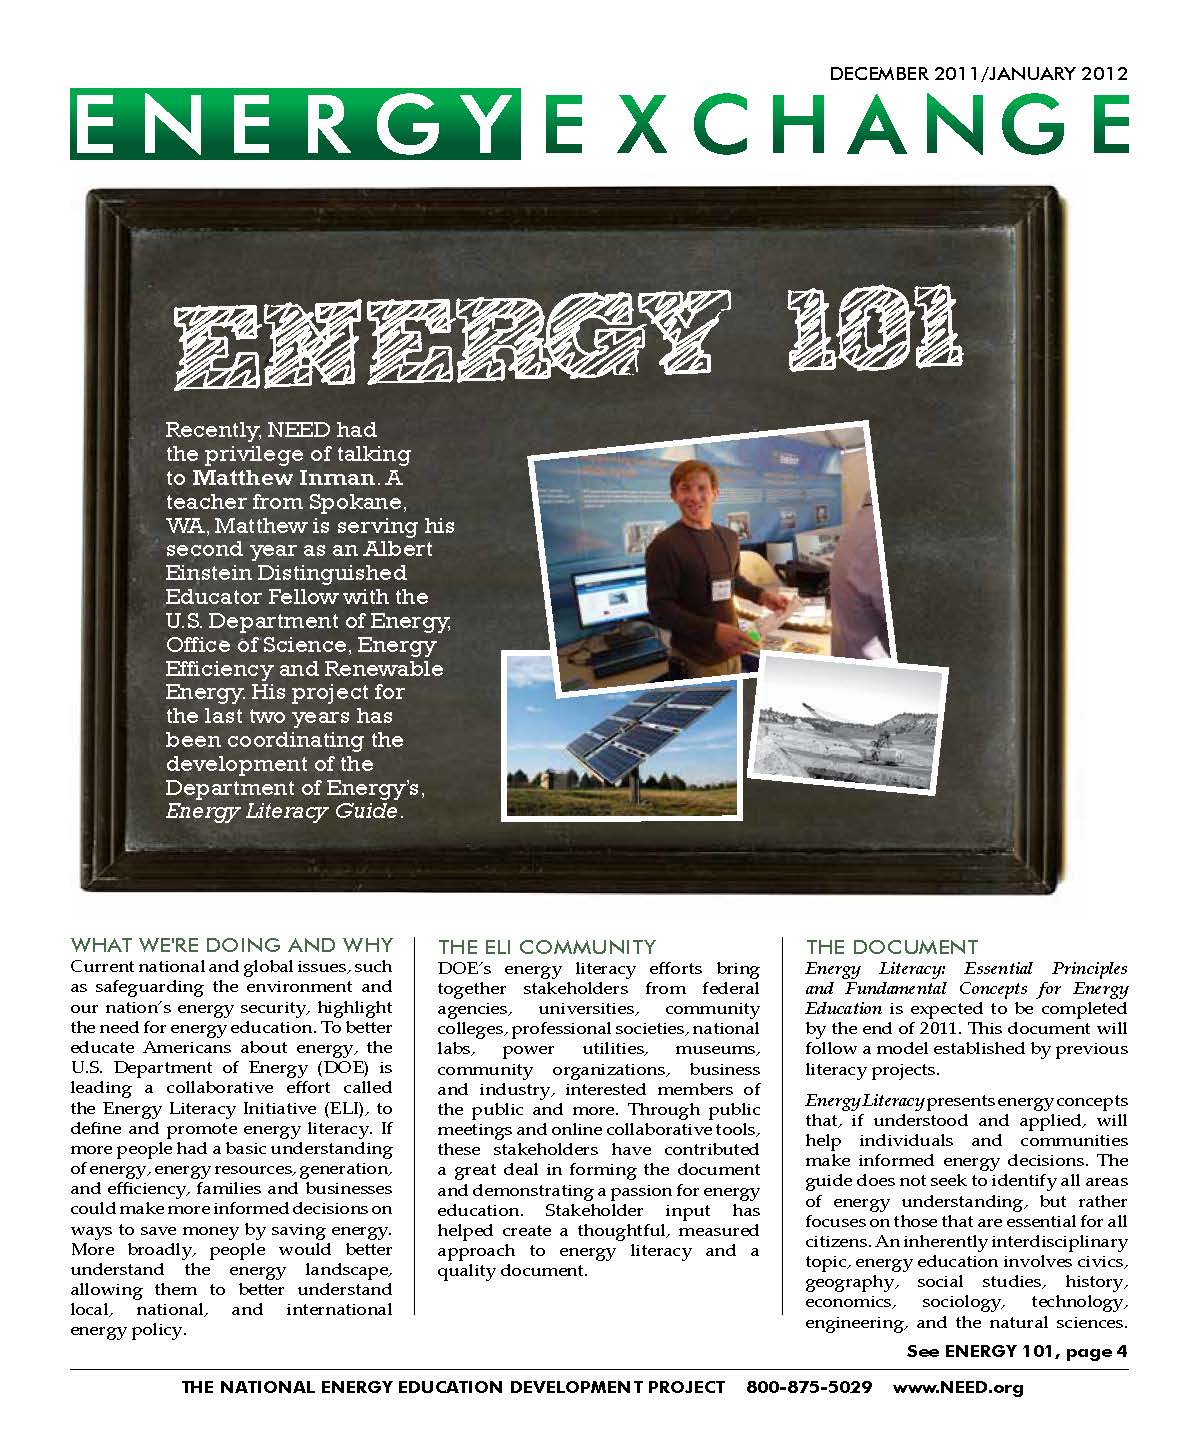 DECEMBER 2011/JANUARY 2012
ENERGY EXCHANGE
ENERGY 101
Recently, NEED had
the privilege of talking
to Matthew Inman. A
teacher from Spokane,
WA, Matthew is serving his
second year as an Albert
Einstein Distinguished
Educator Fellow with the
U.S. Department of Energy,
Office of Science, Energy
Efficiency and Renewable
Energy. His project for
the last two years has
been coordinating the
development of the
Department of Energy's,
Energy Literacy Guide.
WHAT WE'RE DOING AND WHY
Current national and global issues, such
as safeguarding the environment and
our nation's energy security, highlight
the need for energy education. To better
educate Americans about energy, the
U.S. Department of Energy (DOE) is
leading a collaborative effort called
the Energy Literacy Initiative (ELI), to
define and promote energy literacy. If
more people had a basic understanding
of energy, energy resources, generation,
and efficiency, families and businesses
could make more informed decisions on
ways to save money by saving energy.
More broadly, people would better
understand the energy landscape,
allowing them to better understand
local, national, and international
energy policy.
THE ELI COMMUNITY
DOE's energy literacy efforts bring
together stakeholders from federal
agencies, universities, community
colleges, professional societies, national
labs, power utilities, museums,
community organizations, business
and industry, interested members of
the public and more. Through public
meetings and online collaborative tools,
these stakeholders have contributed
a great deal in forming the document
and demonstrating a passion for energy
education. Stakeholder input has
helped create a thoughtful, measured
approach to energy literacy and a
quality document.
THE DOCUMENT
Energy Literacy: Essential Principles
and Fundamental Concepts for Energy
Education is expected to be completed
by the end of 2011. This document will
follow a model established by previous
literacy projects.
Energy Literacy presents energy concepts
that, if understood and applied, will
help individuals and communities
make informed energy decisions. The
guide does not seek to identify all areas
of energy understanding, but rather
focuses on those that are essential for all
citizens. An inherently interdisciplinary
topic, energy education involves civics,
geography, social studies, history,
economics, sociology, technology,
engineering, and the natural sciences.
See ENERGY 101, page 4
THE NATIONAL ENERGY EDUCATION DEVELOPMENT PROJECT 800-875-5029 www.NEED.org